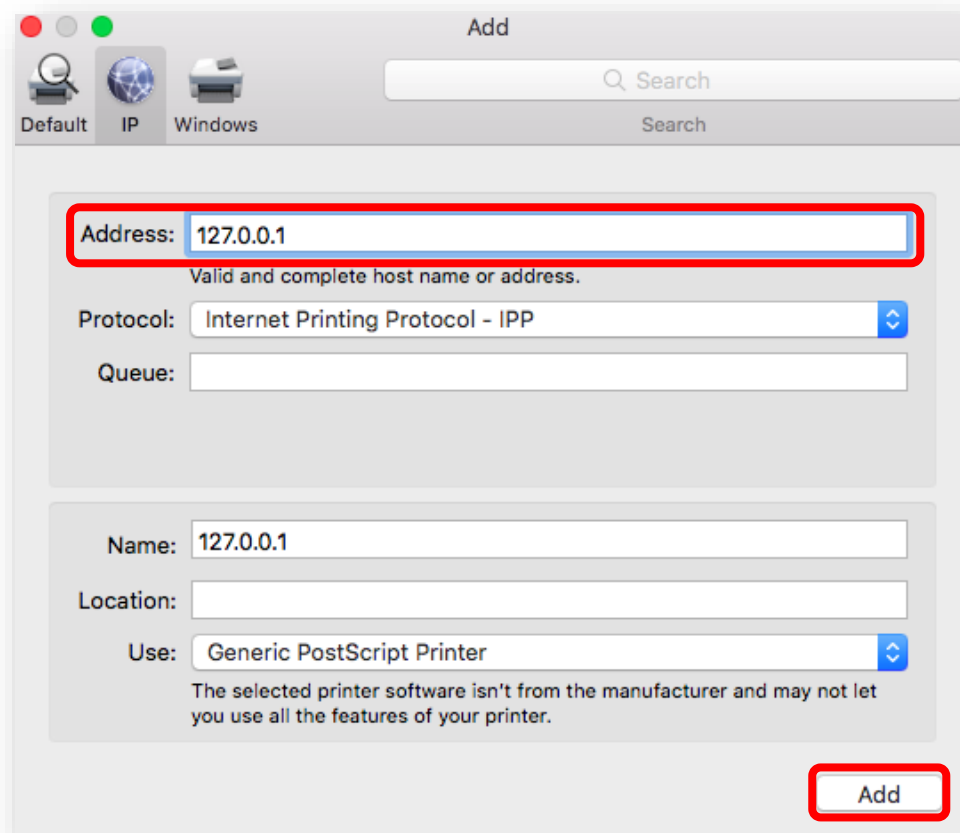 Add
Search
Default IP Windows
Search
Address: 127.0.0.1
Valid and complete host name or address.
Protocol: Internet Printing Protocol - IPP
Queue:
Name: 127.0.0.1
Location:
Use: Generic PostScript Printer
The selected printer software isn't from the manufacturer and may not let
you use all the features of your printer.
Add